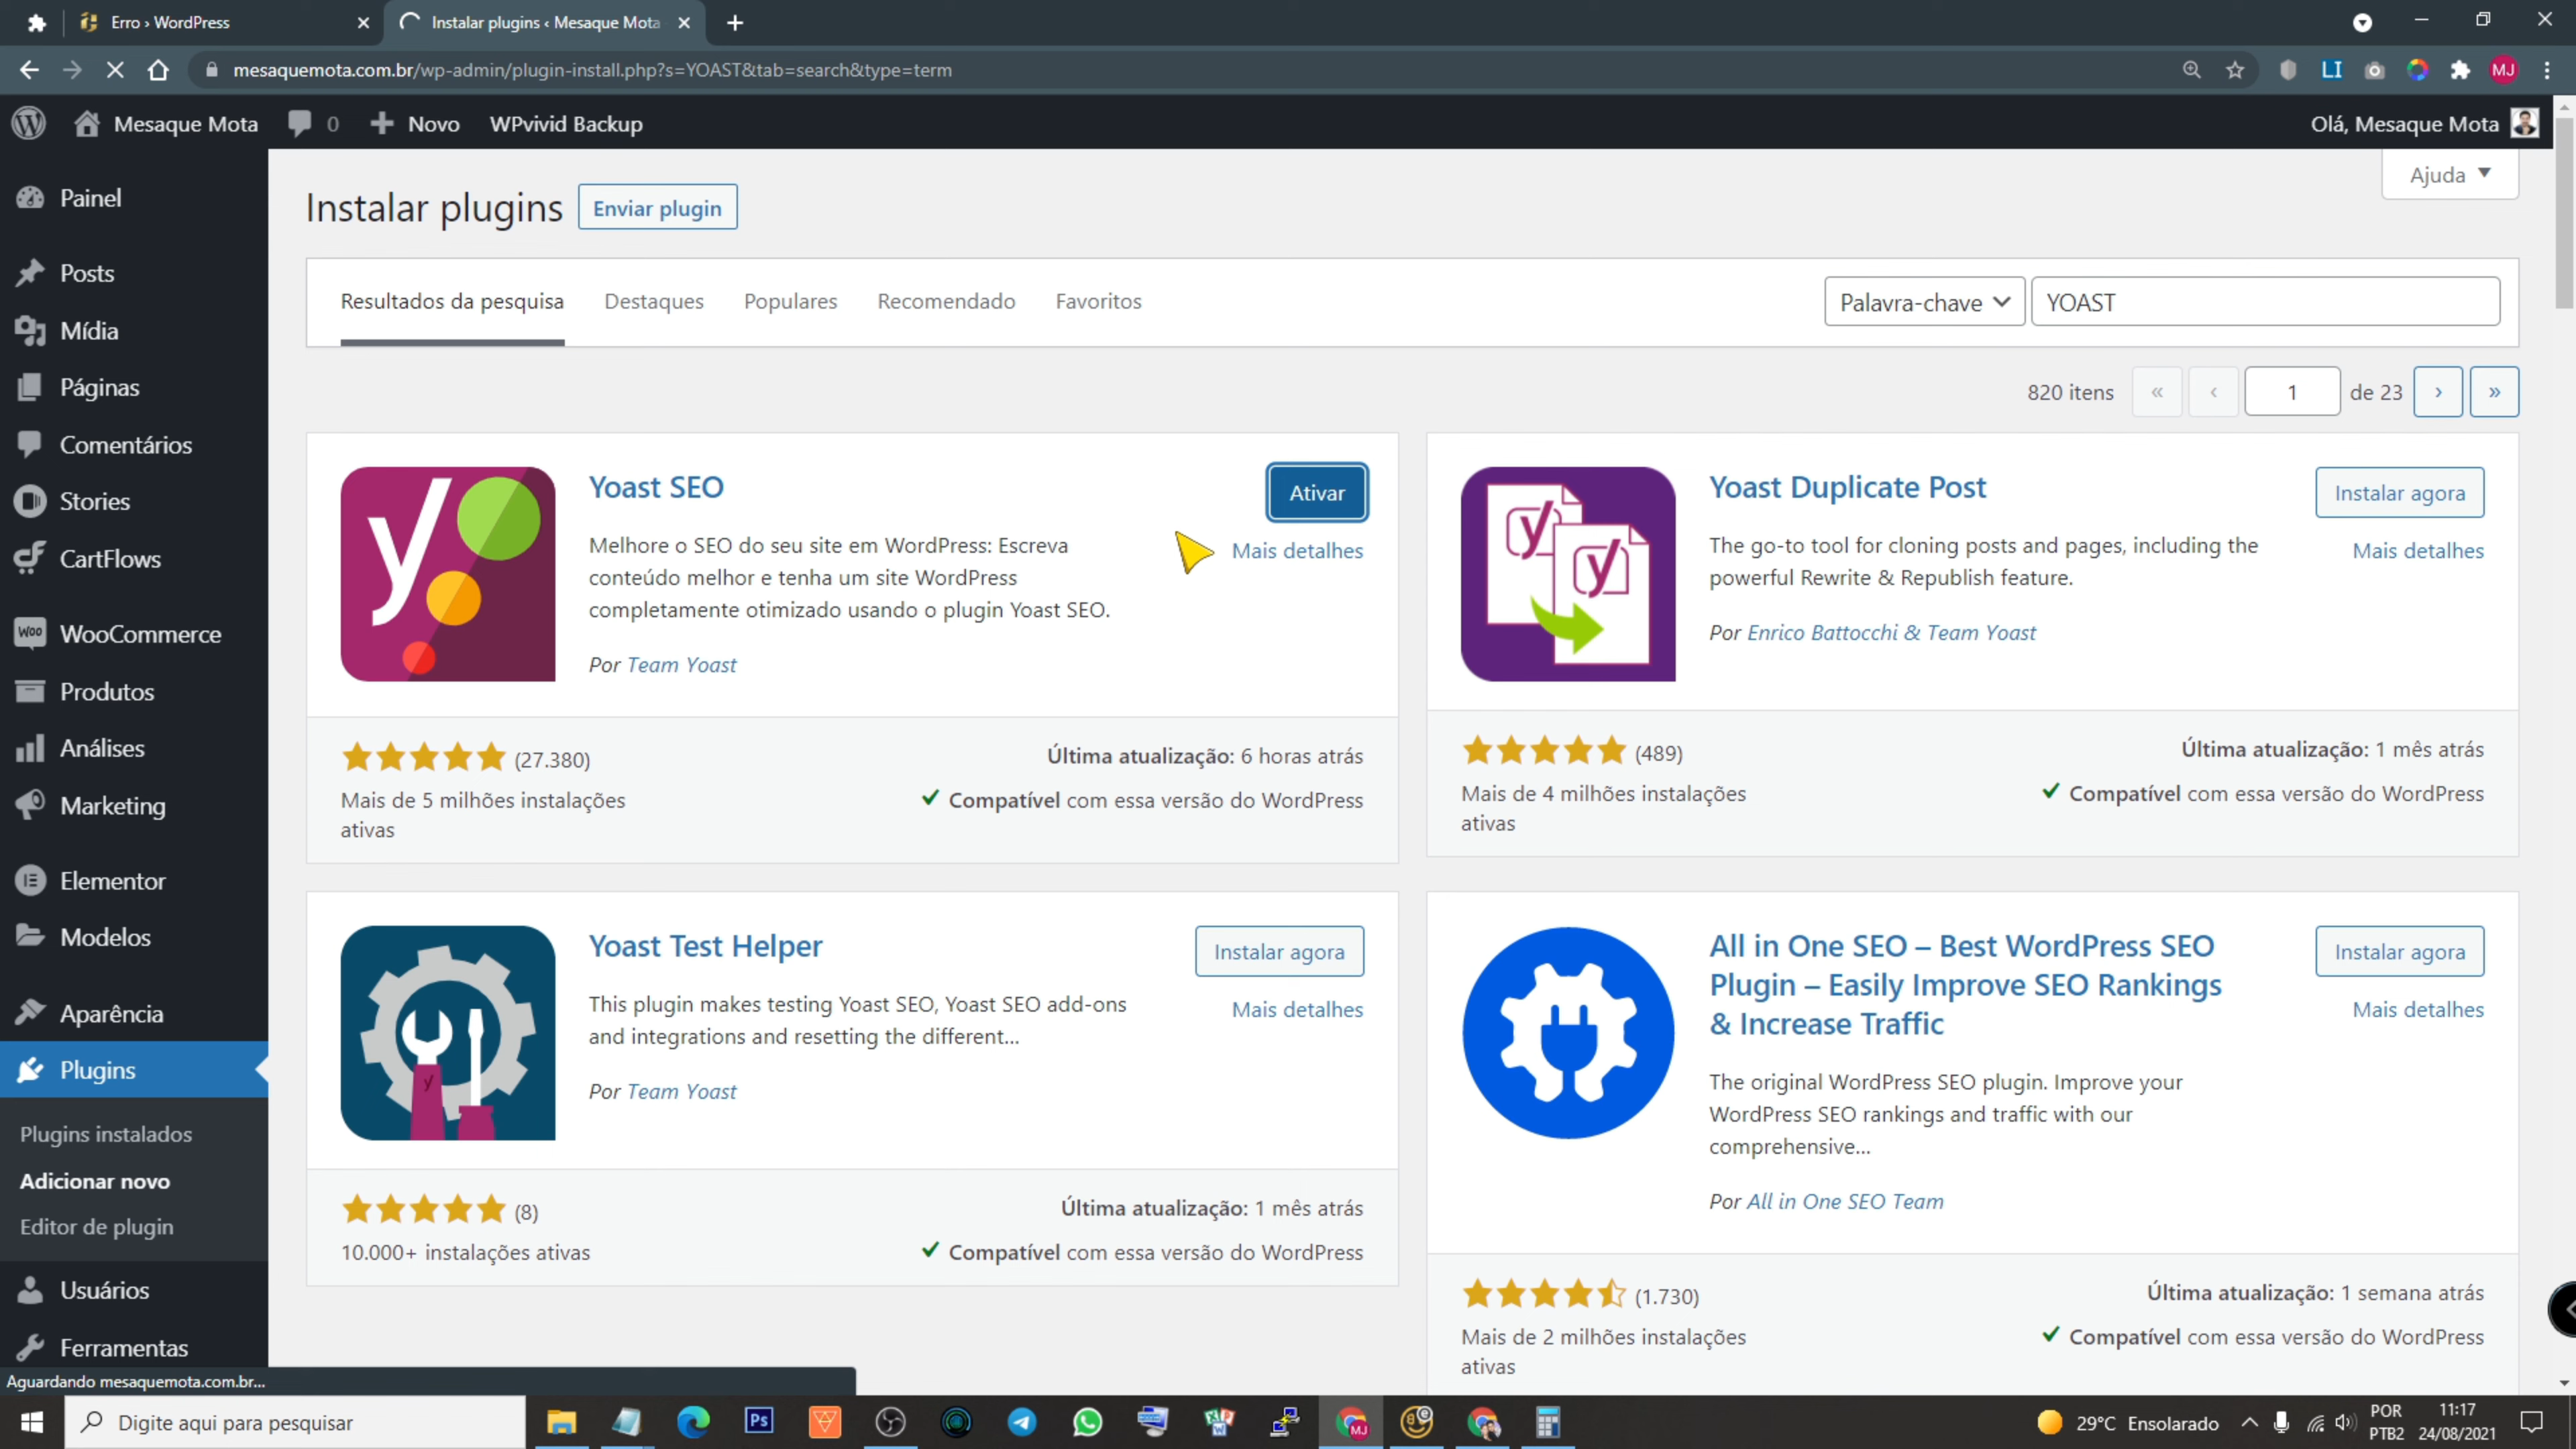 Erro › WordPress
Instalar plugins ‹ Mesaque Mota
mesaquemota.com.br/wp-admin/plugin-install.php?s=YOAST&tab=search&type=term
LI
MJ
Mesaque Mota
0
Novo
WPvivid Backup
Olá, Mesaque Mota
Painel
Posts
Mídia
Páginas
Comentários
Stories
CartFlows
Woo
WooCommerce
Produtos
Análises
Marketing
Elementor
Modelos
Aparência
Plugins
Plugins instalados
Adicionar novo
Editor de plugin
Usuários
Ferramentas
Aguardando mesaquemota.com.br...
Ajuda
Instalar plugins
Enviar plugin
Resultados da pesquisa
Destaques
Populares
Recomendado
Favoritos
Palavra-chave
YOAST
820 itens
«
‹
1
de 23
›
»
Yoast SEO
Ativar
Mais detalhes
Melhore o SEO do seu site em WordPress: Escreva
conteúdo melhor e tenha um site WordPress
completamente otimizado usando o plugin Yoast SEO.
Por Team Yoast
(27.380)
Mais de 5 milhões instalações
ativas
Última atualização: 6 horas atrás
Compatível com essa versão do WordPress
Yoast Duplicate Post
Instalar agora
Mais detalhes
The go-to tool for cloning posts and pages, including the
powerful Rewrite & Republish feature.
Por Enrico Battocchi & Team Yoast
(489)
Mais de 4 milhões instalações
ativas
Última atualização: 1 mês atrás
Compatível com essa versão do WordPress
Yoast Test Helper
Instalar agora
Mais detalhes
This plugin makes testing Yoast SEO, Yoast SEO add-ons
and integrations and resetting the different...
Por Team Yoast
(8)
10.000+ instalações ativas
Última atualização: 1 mês atrás
Compatível com essa versão do WordPress
All in One SEO – Best WordPress SEO
Plugin – Easily Improve SEO Rankings
& Increase Traffic
Instalar agora
Mais detalhes
The original WordPress SEO plugin. Improve your
WordPress SEO rankings and traffic with our
comprehensive...
Por All in One SEO Team
(1.730)
Mais de 2 milhões instalações
ativas
Última atualização: 1 semana atrás
Compatível com essa versão do WordPress
Digite aqui para pesquisar
Ps
MJ
29°C Ensolarado
POR
PTB2
11:17
24/08/2021